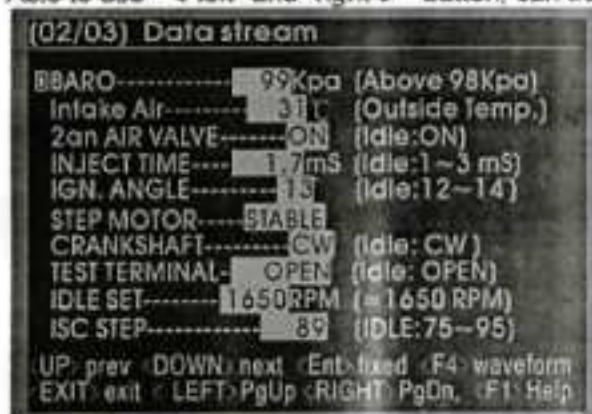 (02/03) Data stream
BARO------------ 99Kpa (Above 98Kpa)
Intake Air------- 31℃ (Outside Temp.)
2an AIR VALVE-------ON (Idle:ON)
INJECT TIME---- 1.7mS (Idle:1~3 mS)
IGN. ANGLE--------- 13° (Idle:12~14°)
STEP MOTOR-----STABLE
CRANKSHAFT-------CW (Idle: CW)
TEST TERMINAL- OPEN (Idle: OPEN)
IDLE SET-------1650RPM (=1650 RPM)
ISC STEP----------- 89 (IDLE:75~95)
<UP> prev <DOWN> next <Ent> fixed <F4> waveform
<EXIT> exit <LEFT>PgUp <RIGHT> PgDn, <F1> Help